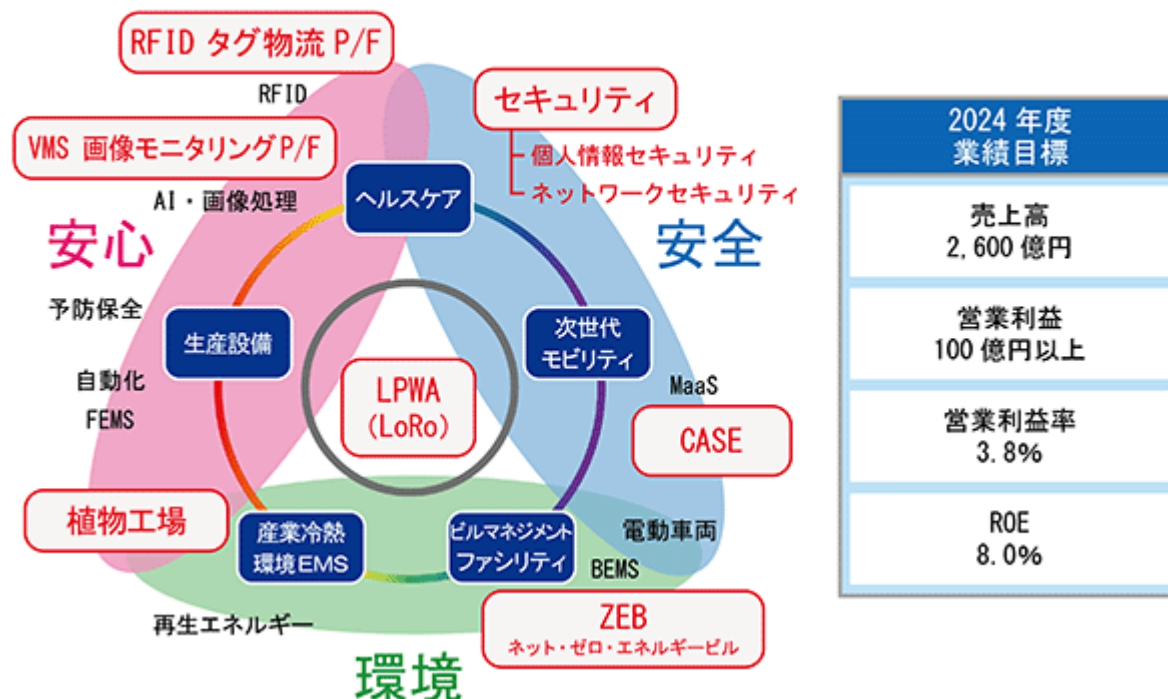 RFID タグ物流 P/F
RFID
VMS 画像モニタリングP/F
AI・画像処理
安心
セキュリティ
個人情報セキュリティ
ネットワークセキュリティ
安全
ヘルスケア
予防保全
生産設備
自動化
FEMS
次世代
モビリティ
MaaS
CASE
LPWA
(LoRo)
植物工場
産業冷熱
環境EMS
ビルマネジメント
ファシリティ
電動車両
BEMS
再生エネルギー
ZEB
ネット・ゼロ・エネルギービル
環境
2024 年度
業績目標
売上高
2,600 億円
営業利益
100 億円以上
営業利益率
3.8%
ROE
8.0%